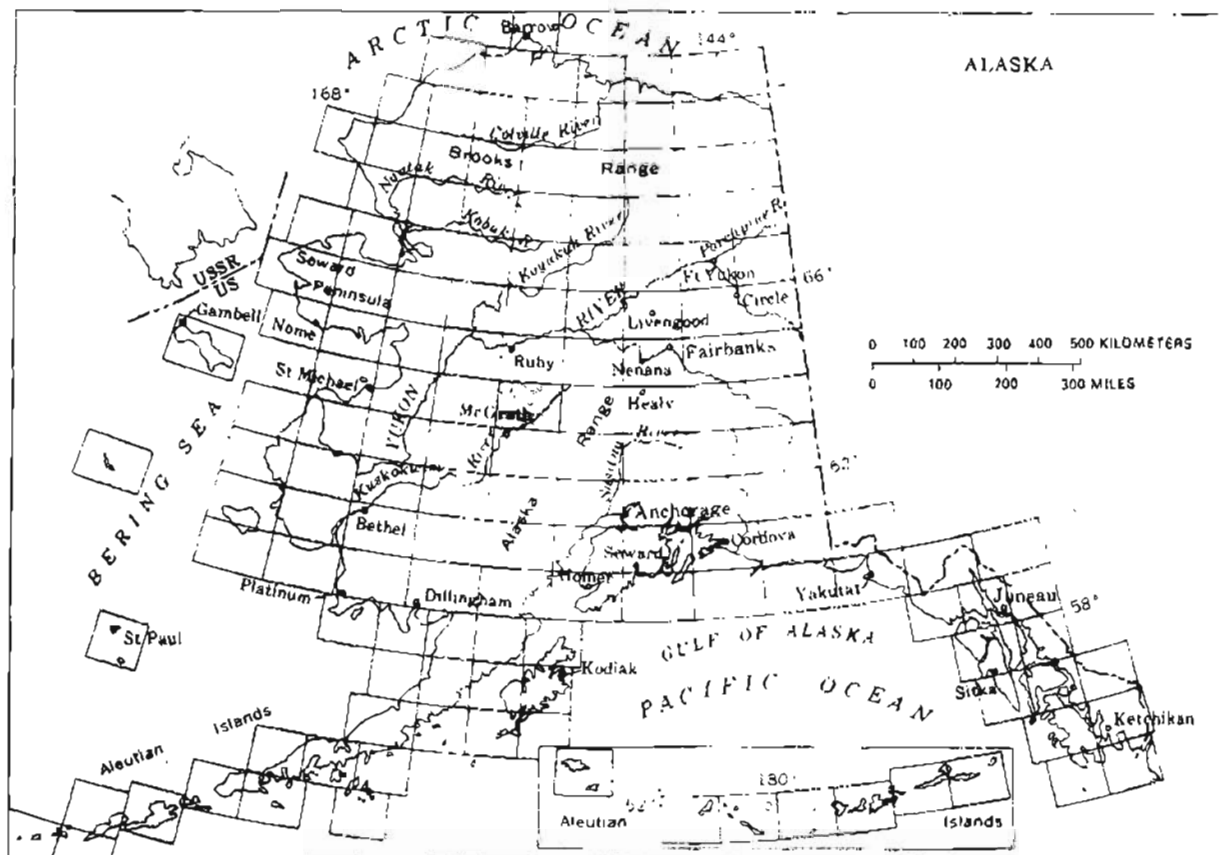 ARCTIC OCEAN
Barrow
144°
ALASKA
168°
Colville River
Brooks Range
Kobuk R
Koyukuk River
Porcupine R.
Seward
Peninsula
USSR
US
Ft Yukon
66°
Circle
Gambell
Nome
RIVER
Livengood
Fairbanks
0 100 200 300 400 500 KILOMETERS
0 100 200 300 MILES
Ruby
Nenana
St Michael
YUKON
McGrath
Healy
Range
River
River
BERING SEA
62°
Bethel
Alaska
Anchorage
Seward
Cordova
Homer
Platinum
Dillingham
Yakutat
Juneau
58°
St Paul
GULF OF ALASKA
Kodiak
PACIFIC OCEAN
Sitka
Ketchikan
Aleutian Islands
180°
Aleutian
Islands